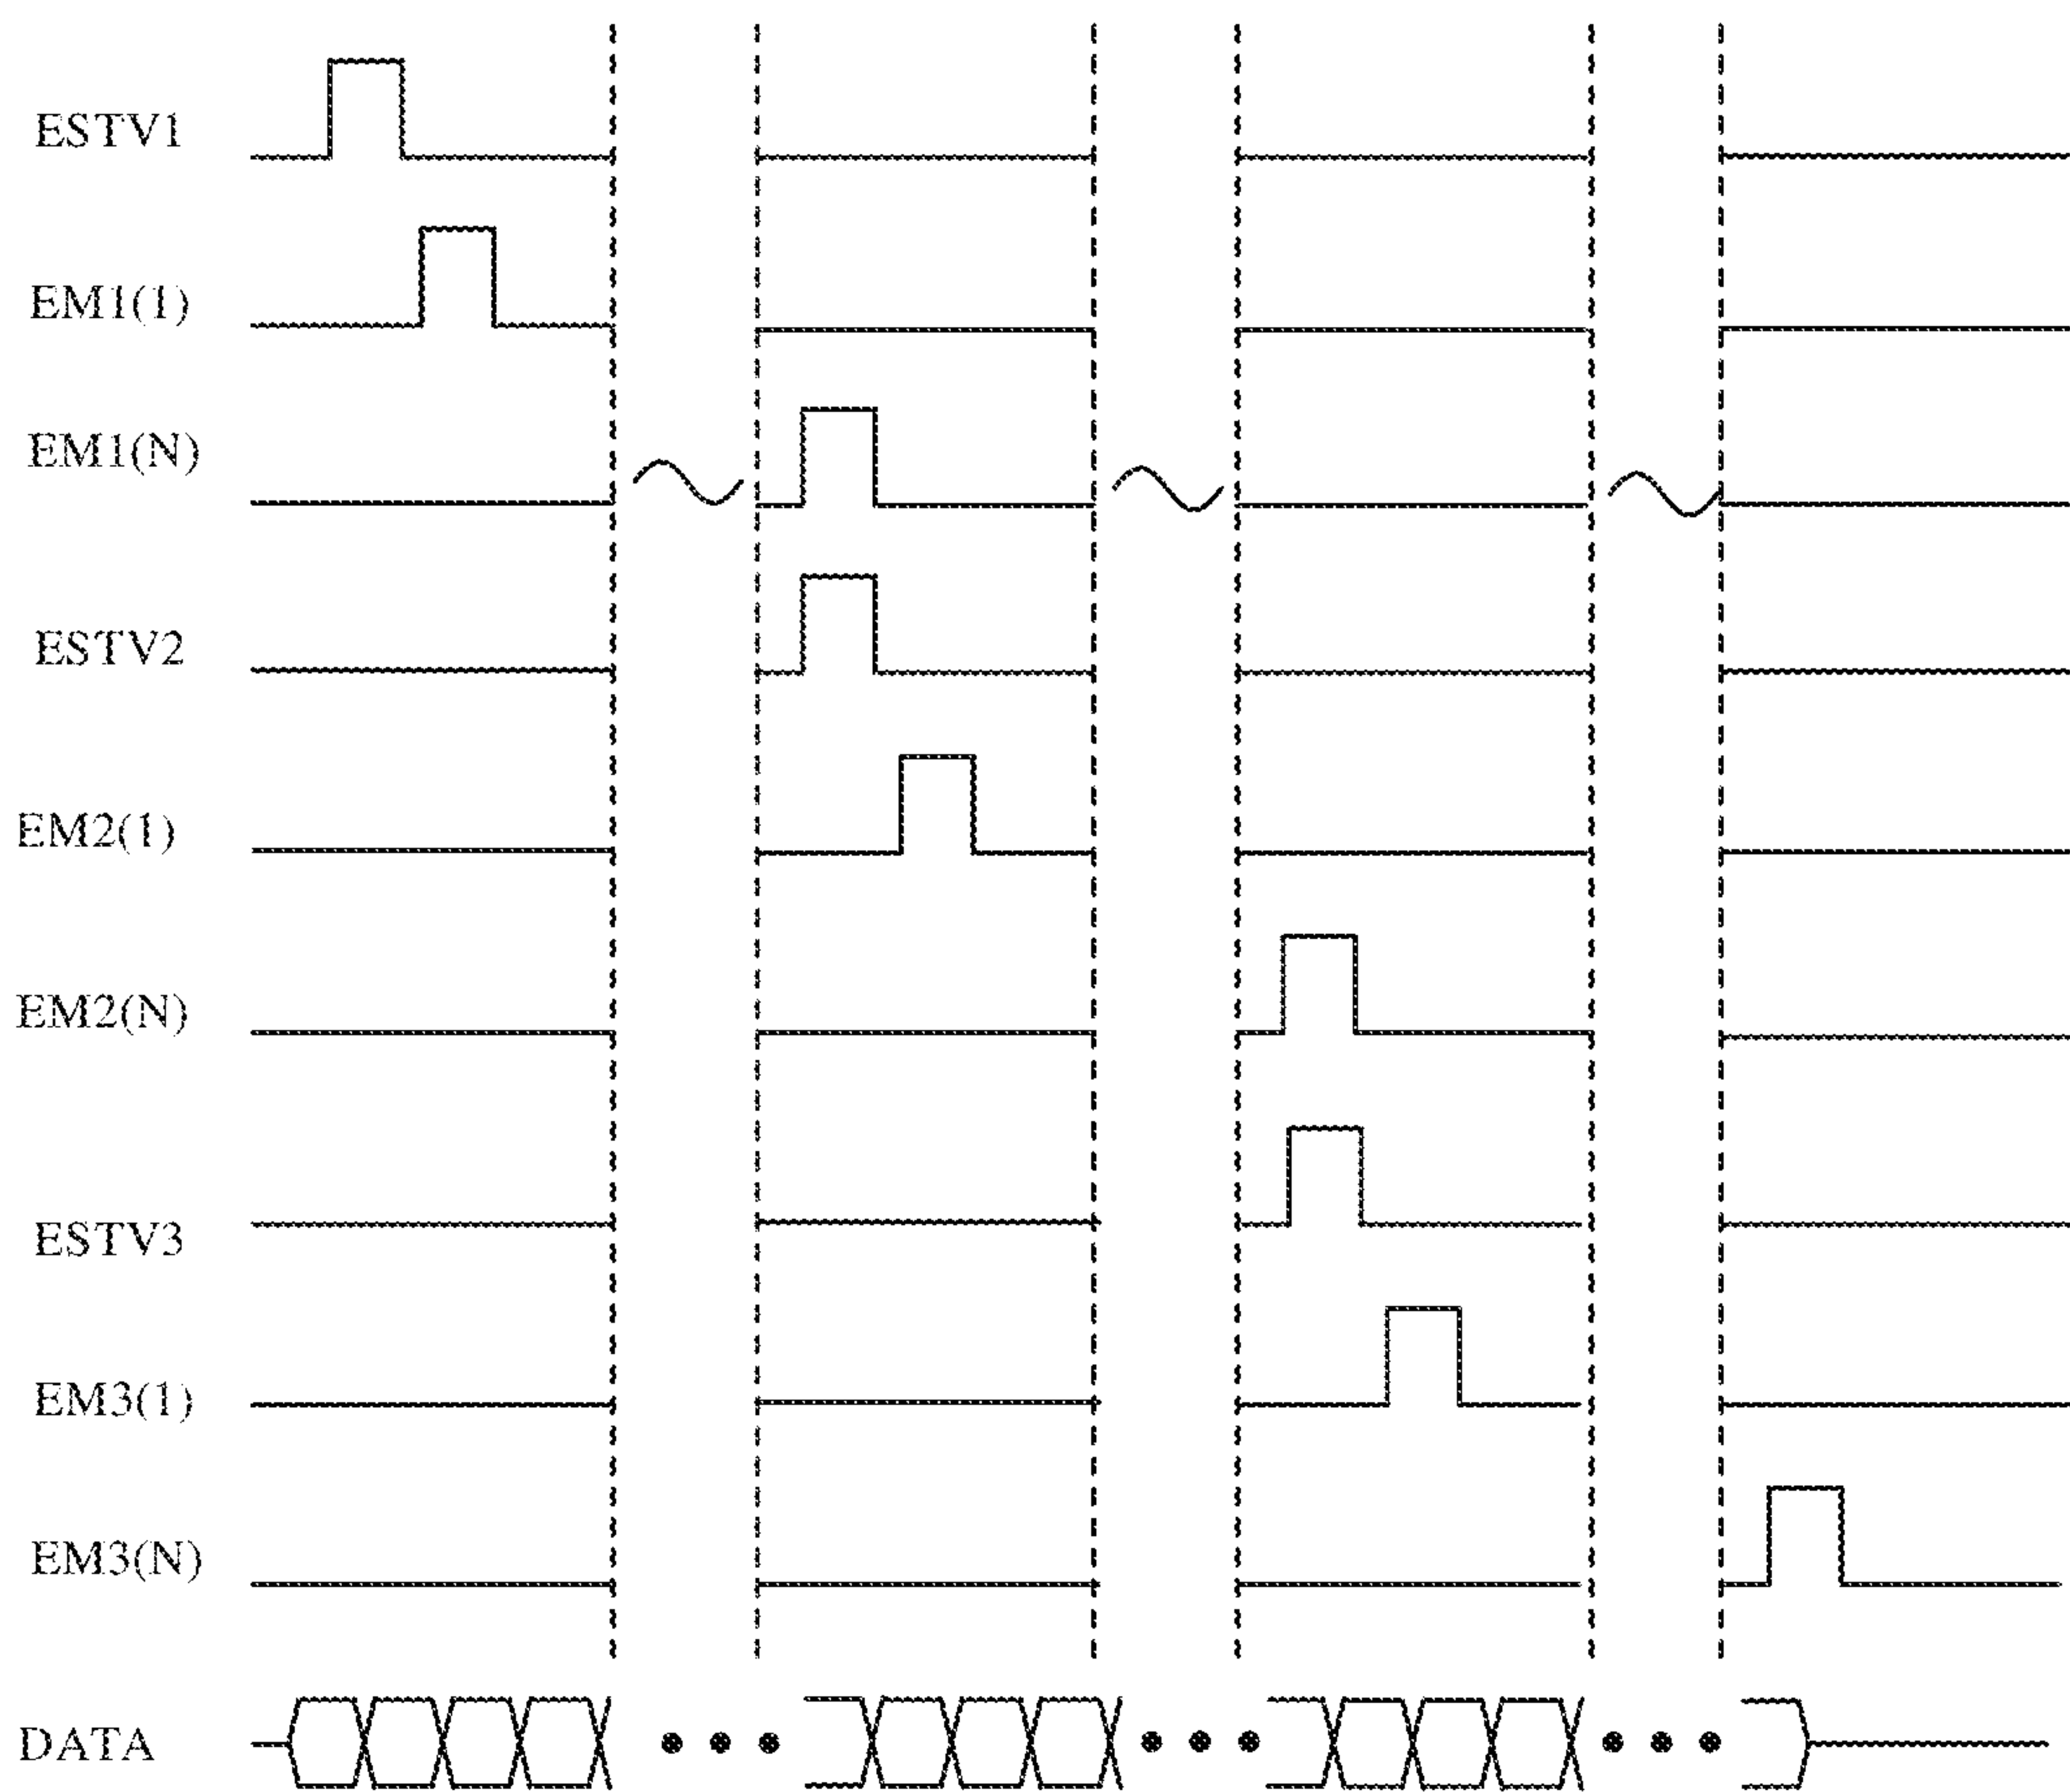 ESTV1
EM1(1)
EM1(N)
ESTV2
EM2(1)
EM2(N)
ESTV3
EM3(1)
EM3(N)
DATA